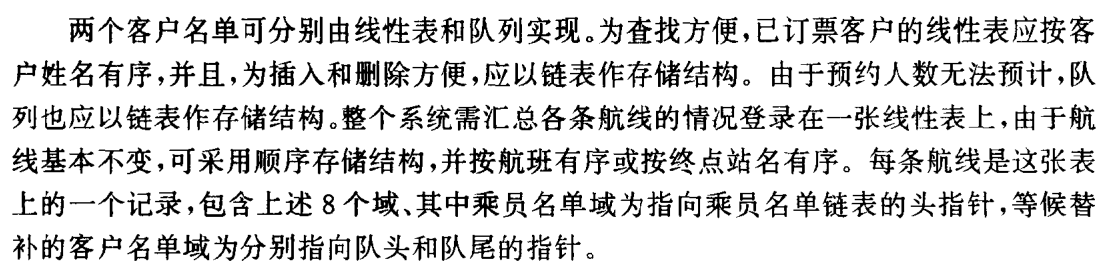 两个客户名单可分别由线性表和队列实现。为查找方便,已订票客户的线性表应按客
户姓名有序,并且,为插入和删除方便,应以链表作存储结构。由于预约人数无法预计,队
列也应以链表作存储结构。整个系统需汇总各条航线的情况登录在一张线性表上,由于航
线基本不变,可采用顺序存储结构,并按航班有序或按终点站名有序。每条航线是这张表
上的一个记录,包含上述8个域、其中乘员名单域为指向乘员名单链表的头指针,等候替
补的客户名单域为分别指向队头和队尾的指针。